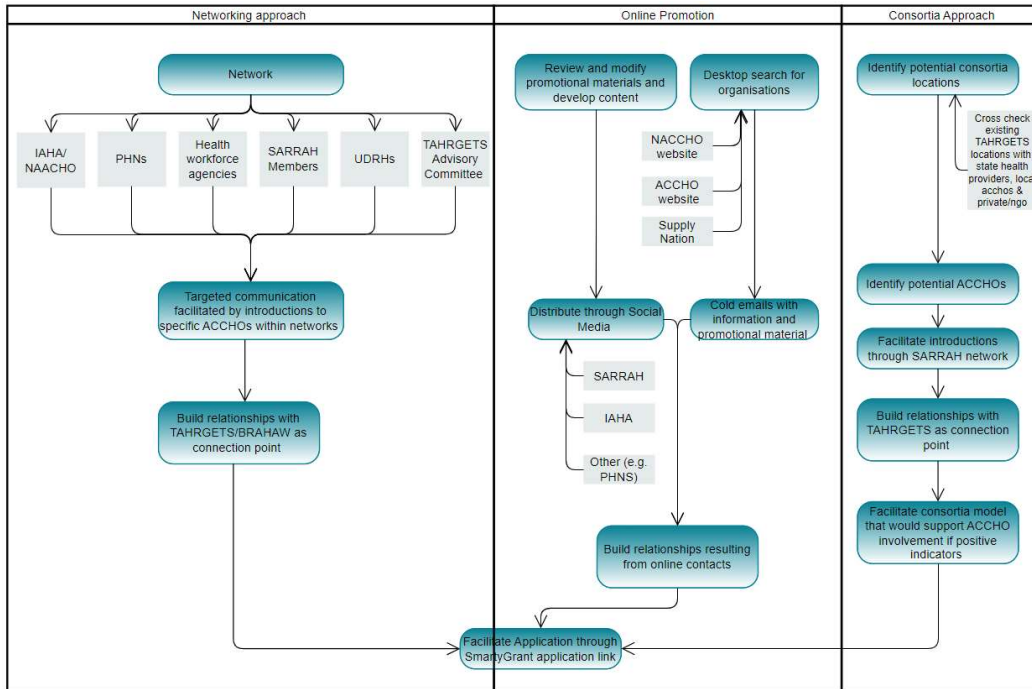 Networking approach
Online Promotion
Consortia Approach
Network
IAHA/
NAACHO
PHNs
Health
workforce
agencies
SARRAH
Members
UDRHs
TAHRGETS
Advisory
Committee
Targeted communication
facilitated by introductions to
specific ACCHOs within networks
Build relationships with
TAHRGETS/BRAHAW as
connection point
Review and modify
promotional materials and
develop content
Desktop search for
organisations
NACCHO
website
ACCHO
website
Supply
Nation
Distribute through Social
Media
Cold emails with
information and
promotional material
SARRAH
IAHA
Other (e.g.
PHNS)
Build relationships resulting
from online contacts
Identify potential consortia
locations
Cross check
existing
TAHRGETS
locations with
state health
providers, local
acchos &
private/ngo
Identify potential ACCHOs
Facilitate introductions
through SARRAH network
Build relationships with
TAHRGETS as connection
point
Facilitate consortia model
that would support ACCHO
involvement if positive
indicators
Facilitate Application through
SmartyGrant application link